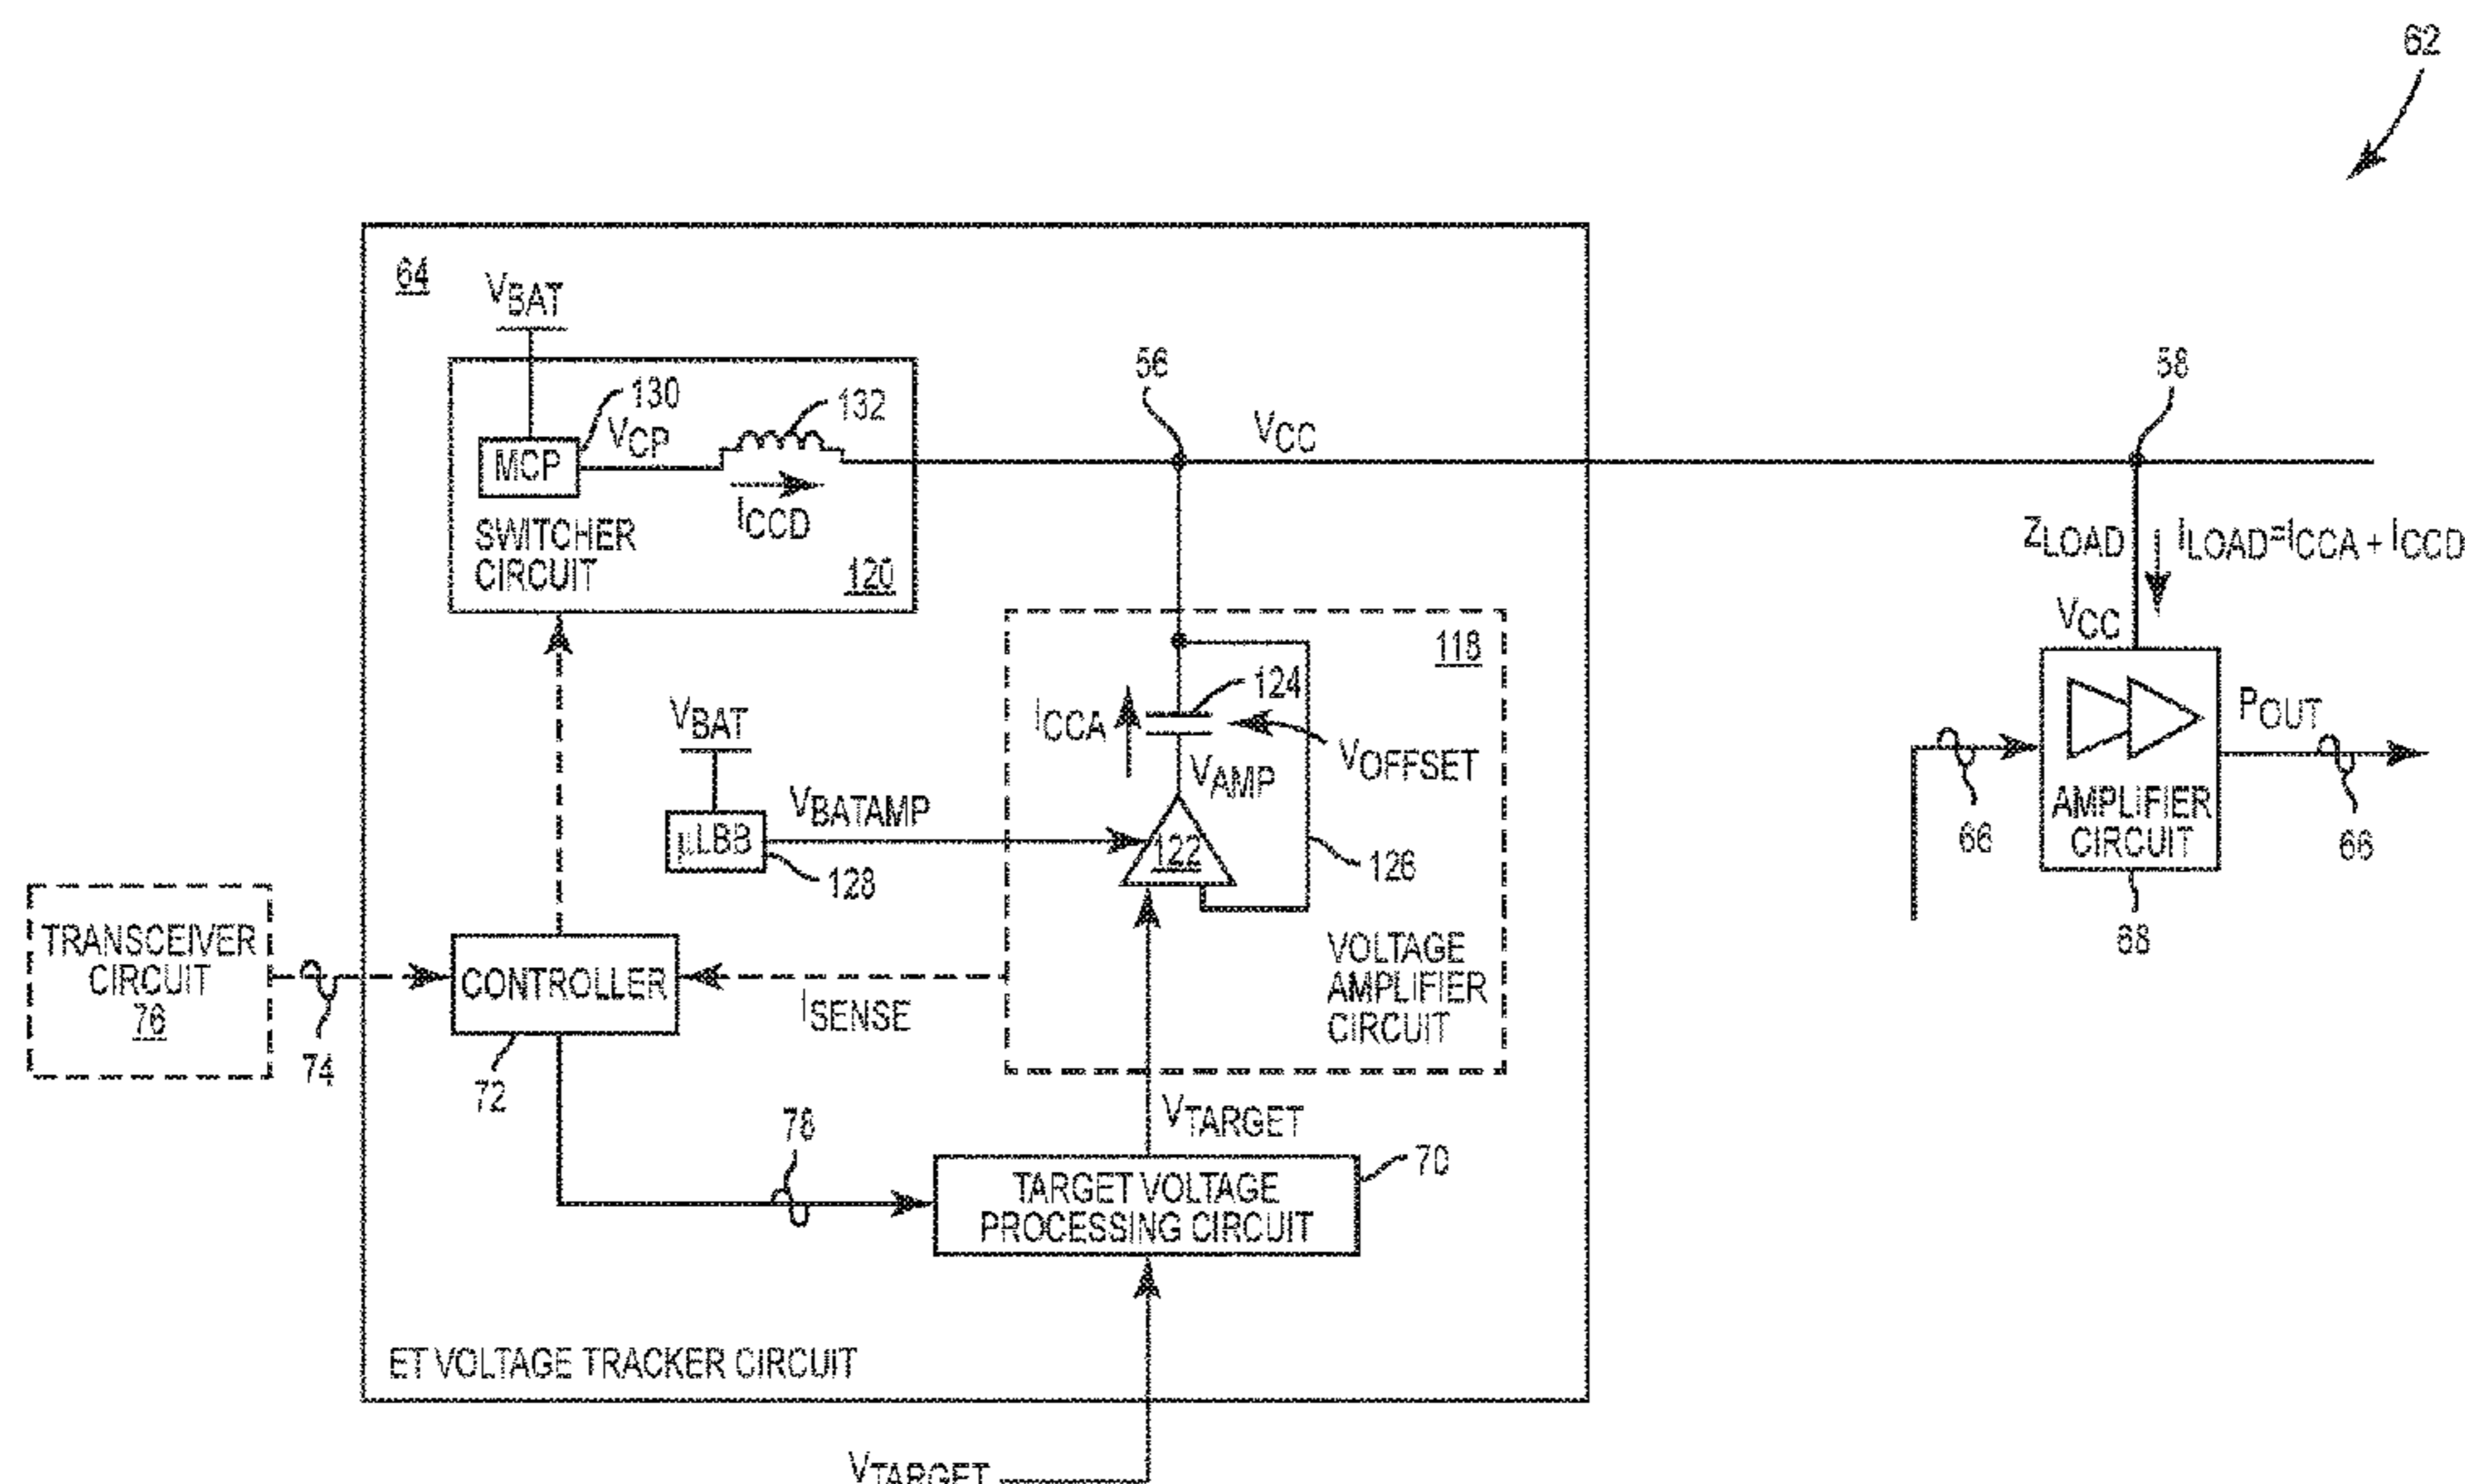 62
64
VBAT
130
VCP
132
MCP
ICCD
SWITCHER
CIRCUIT
120
56
VCC
58
ZLOAD
ILOAD=ICCA + ICCD
VCC
118
124
ICCA
VOFFSET
VAMP
VBAT
VBATAMP
µLBB
128
122
126
POUT
66
AMPLIFIER
CIRCUIT
66
68
TRANSCEIVER
CIRCUIT
76
74
CONTROLLER
72
ISENSE
VOLTAGE
AMPLIFIER
CIRCUIT
VTARGET
78
70
TARGET VOLTAGE
PROCESSING CIRCUIT
ET VOLTAGE TRACKER CIRCUIT
VTARGET